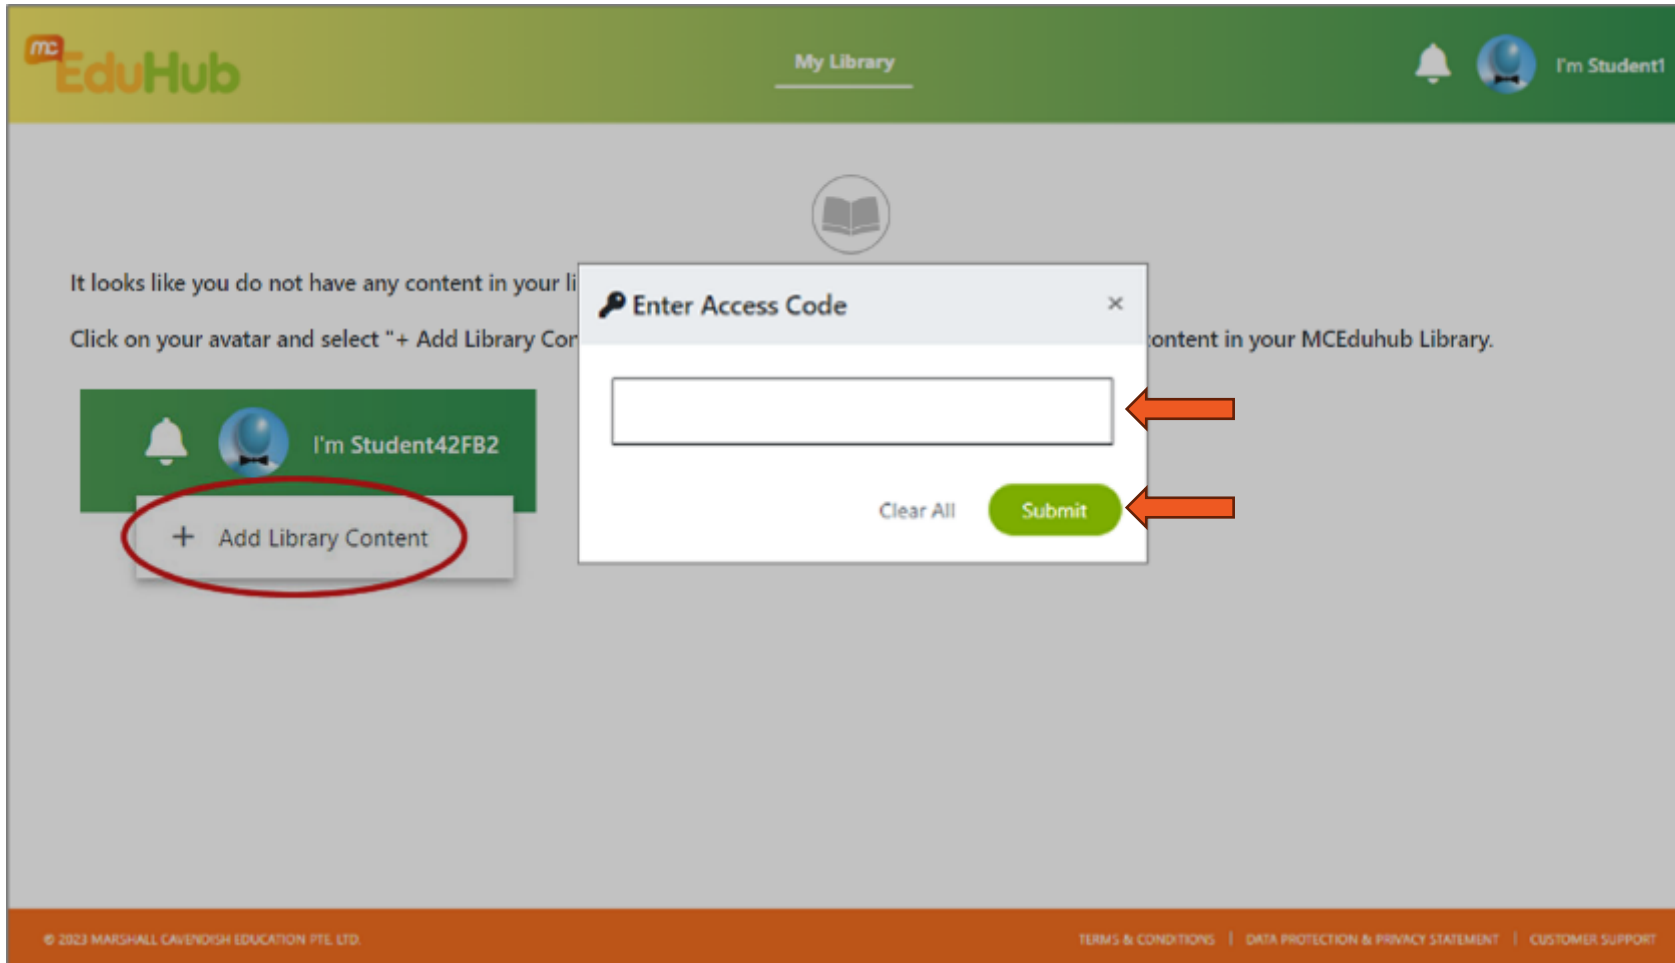 mc EduHub
My Library
I'm Student1
It looks like you do not have any content in your li
Click on your avatar and select "+ Add Library Con
ontent in your MCEduhub Library.
Enter Access Code ×
Clear All Submit
I'm Student42FB2
+ Add Library Content
© 2023 MARSHALL CAVENDISH EDUCATION PTE. LTD.
TERMS & CONDITIONS | DATA PROTECTION & PRIVACY STATEMENT | CUSTOMER SUPPORT